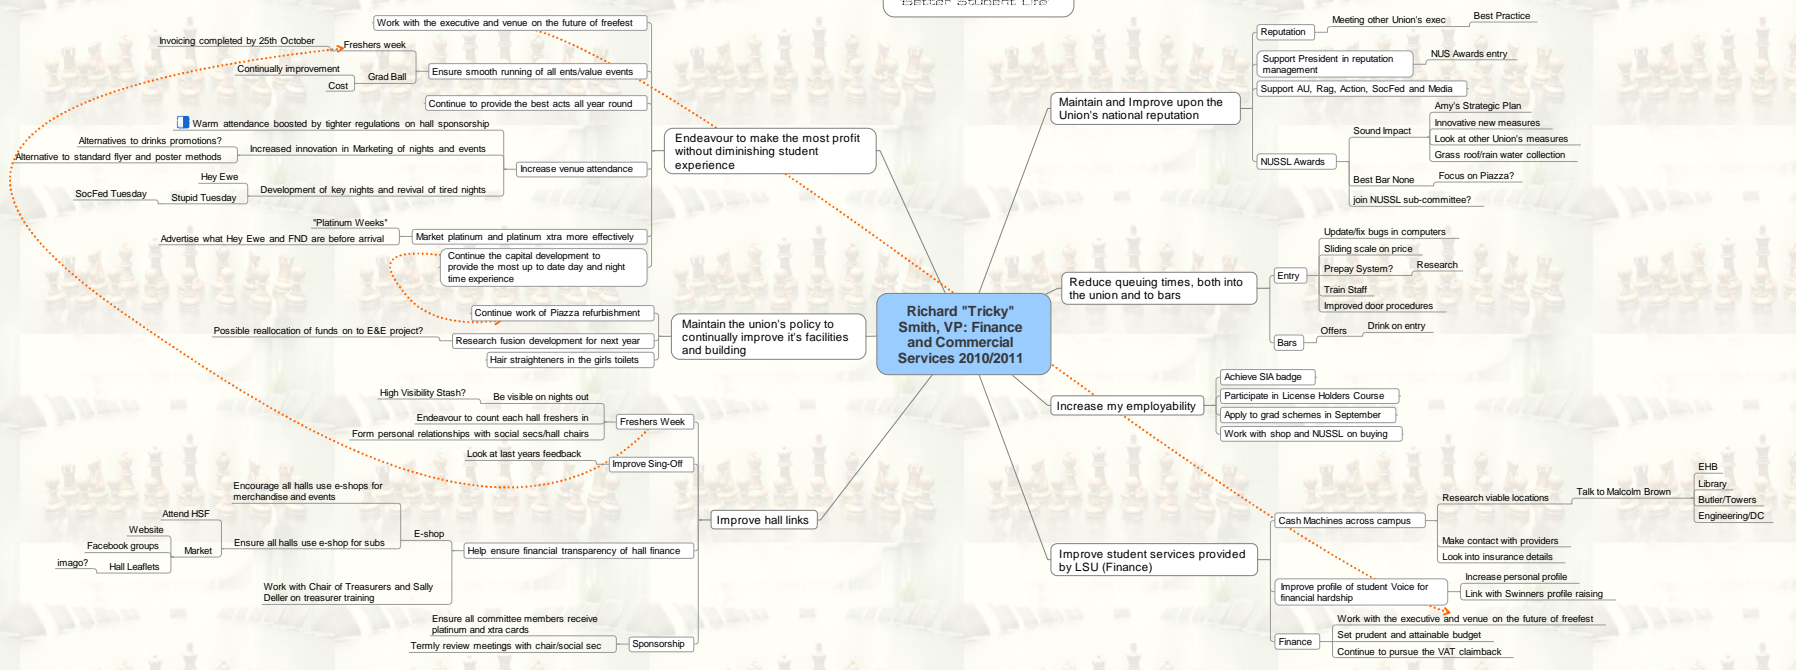 Better Student Life
Work with the executive and venue on the future of freefest
Invoicing completed by 25th October
Freshers week
Continually improvement
Cost
Grad Ball
Ensure smooth running of all ents/value events
Continue to provide the best acts all year round
Warm attendance boosted by tighter regulations on hall sponsorship
Alternatives to drinks promotions?
Alternative to standard flyer and poster methods
Increased innovation in Marketing of nights and events
Hey Ewe
SocFed Tuesday
Stupid Tuesday
Development of key nights and revival of tired nights
Increase venue attendance
"Platinum Weeks"
Advertise what Hey Ewe and FND are before arrival
Market platinum and platinum xtra more effectively
Continue the capital development to
provide the most up to date day and night
time experience
Endeavour to make the most profit
without diminishing student
experience
Continue work of Piazza refurbishment
Possible reallocation of funds on to E&E project?
Research fusion development for next year
Hair straighteners in the girls toilets
Maintain the union's policy to
continually improve it's facilities
and building
High Visibility Stash?
Be visible on nights out
Endeavour to count each hall freshers in
Form personal relationships with social secs/hall chairs
Freshers Week
Look at last years feedback
Improve Sing-Off
Encourage all halls use e-shops for
merchandise and events
Attend HSF
Website
Facebook groups
imago?
Hall Leaflets
Market
Ensure all halls use e-shop for subs
E-shop
Work with Chair of Treasurers and Sally
Deller on treasurer training
Help ensure financial transparency of hall finance
Ensure all committee members receive
platinum and xtra cards
Termly review meetings with chair/social sec
Sponsorship
Improve hall links
Richard "Tricky"
Smith, VP: Finance
and Commercial
Services 2010/2011
Maintain and Improve upon the
Union's national reputation
Reputation
Meeting other Union's exec
Best Practice
Support President in reputation
management
NUS Awards entry
Support AU, Rag, Action, SocFed and Media
NUSSL Awards
Sound Impact
Amy's Strategic Plan
Innovative new measures
Look at other Union's measures
Grass roof/rain water collection
Best Bar None
Focus on Piazza?
join NUSSL sub-committee?
Reduce queuing times, both into
the union and to bars
Entry
Update/fix bugs in computers
Sliding scale on price
Prepay System?
Research
Train Staff
Improved door procedures
Bars
Offers
Drink on entry
Increase my employability
Achieve SIA badge
Participate in License Holders Course
Apply to grad schemes in September
Work with shop and NUSSL on buying
Improve student services provided
by LSU (Finance)
Cash Machines across campus
Research viable locations
Talk to Malcolm Brown
EHB
Library
Butler/Towers
Engineering/DC
Make contact with providers
Look into insurance details
Improve profile of student Voice for
financial hardship
Increase personal profile
Link with Swinners profile raising
Finance
Work with the executive and venue on the future of freefest
Set prudent and attainable budget
Continue to pursue the VAT claimback